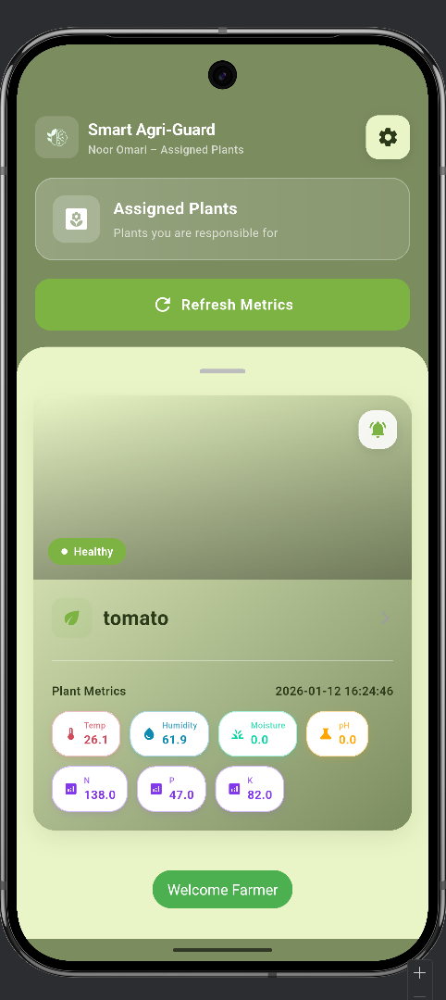 Smart Agri-Guard
Noor Omari – Assigned Plants
Assigned Plants
Plants you are responsible for
Refresh Metrics
Healthy
tomato
Plant Metrics 2026-01-12 16:24:46
Temp Humidity Moisture pH
26.1 61.9 0.0 0.0
N P K
138.0 47.0 82.0
Welcome Farmer